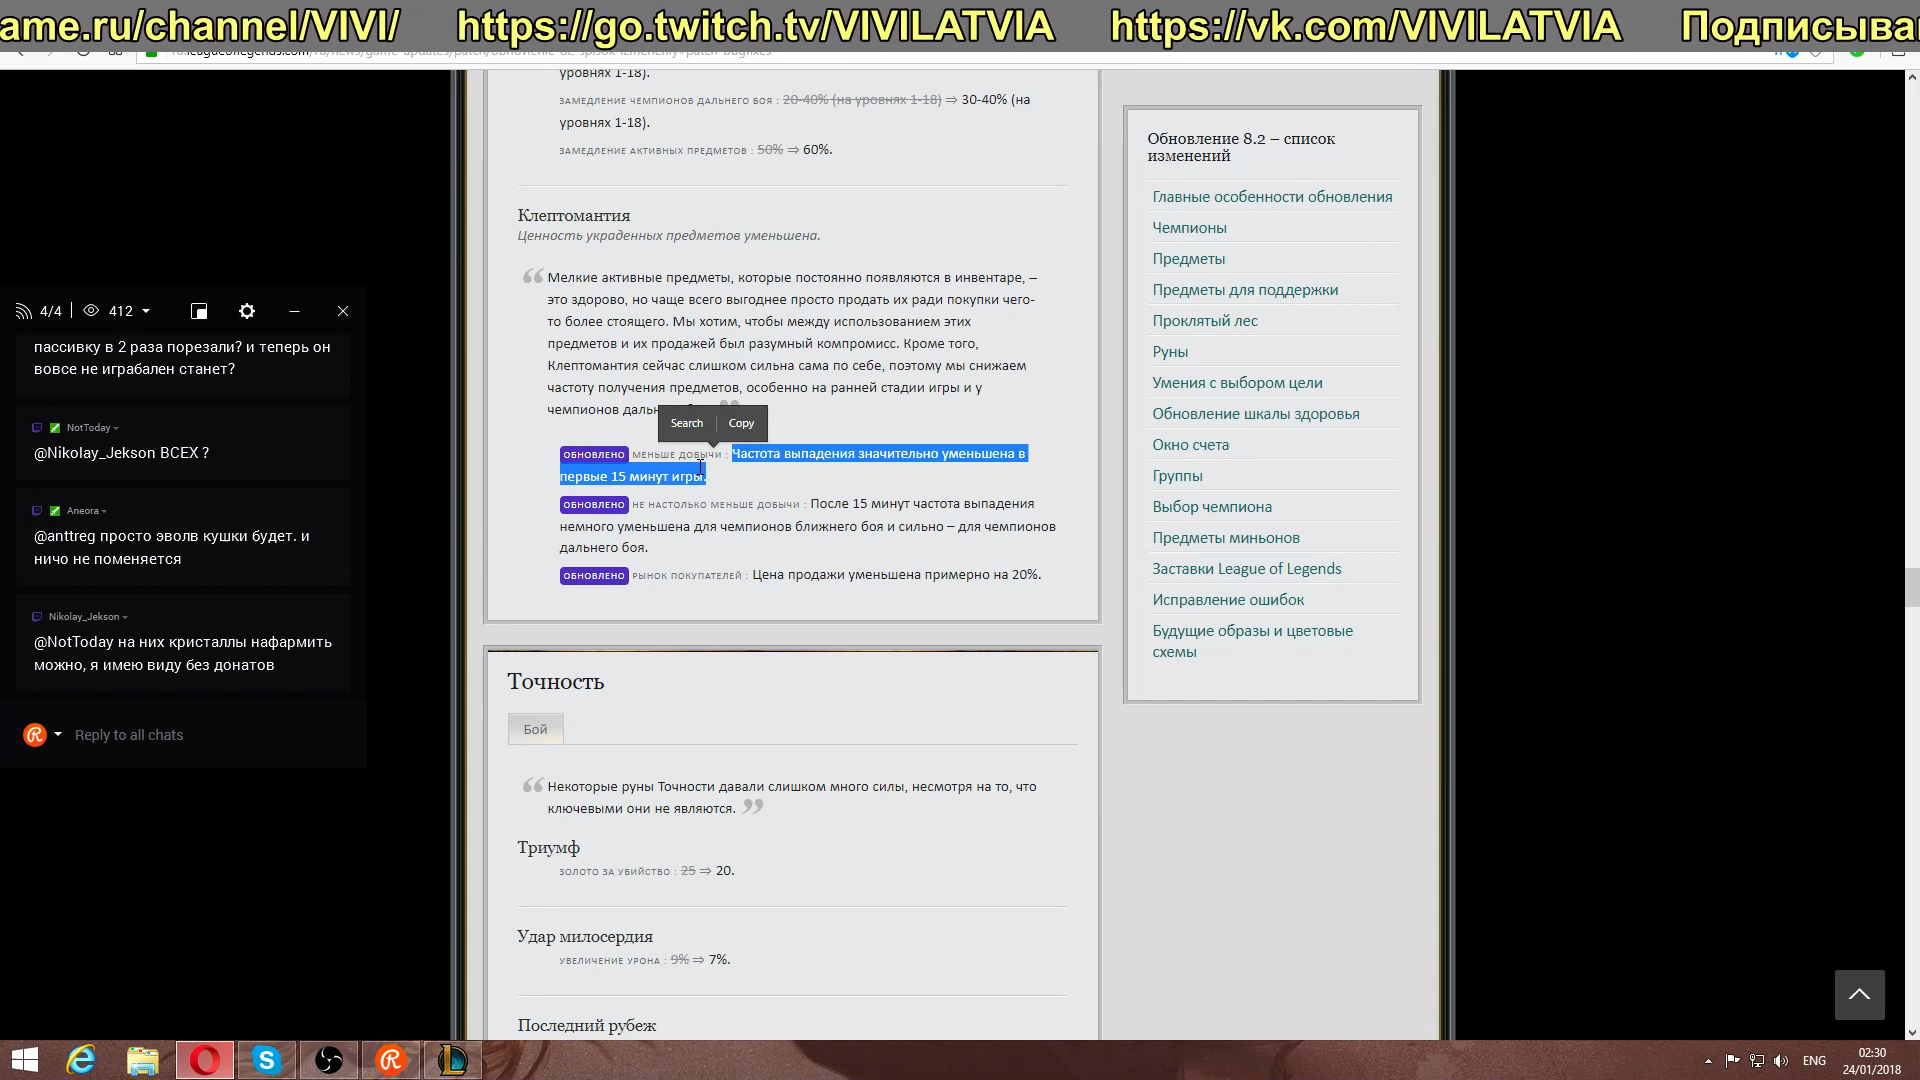 ame.ru/channel/VIVI/ https://go.twitch.tv/VIVILATVIA https://vk.com/VIVILATVIA Подписыва
уровнях 1-18).
ЗАМЕДЛЕНИЕ ЧЕМПИОНОВ ДАЛЬНЕГО БОЯ : 20-40% (на уровнях 1-18) ⇒ 30-40% (на
уровнях 1-18).
ЗАМЕДЛЕНИЕ АКТИВНЫХ ПРЕДМЕТОВ : 50% ⇒ 60%.
Клептомантия
Ценность украденных предметов уменьшена.
Мелкие активные предметы, которые постоянно появляются в инвентаре, –
это здорово, но чаще всего выгоднее просто продать их ради покупки чего-
то более стоящего. Мы хотим, чтобы между использованием этих
предметов и их продажей был разумный компромисс. Кроме того,
Клептомантия сейчас слишком сильна сама по себе, поэтому мы снижаем
частоту получения предметов, особенно на ранней стадии игры и у
чемпионов дальн
Search Copy
ОБНОВЛЕНО МЕНЬШЕ ДОБЫЧИ : Частота выпадения значительно уменьшена в
первые 15 минут игры.
ОБНОВЛЕНО НЕ НАСТОЛЬКО МЕНЬШЕ ДОБЫЧИ : После 15 минут частота выпадения
немного уменьшена для чемпионов ближнего боя и сильно – для чемпионов
дальнего боя.
ОБНОВЛЕНО РЫНОК ПОКУПАТЕЛЕЙ : Цена продажи уменьшена примерно на 20%.
Точность
Бой
Некоторые руны Точности давали слишком много силы, несмотря на то, что
ключевыми они не являются.
Триумф
ЗОЛОТО ЗА УБИЙСТВО : 25 ⇒ 20.
Удар милосердия
УВЕЛИЧЕНИЕ УРОНА : 9% ⇒ 7%.
Последний рубеж
Обновление 8.2 – список
изменений
Главные особенности обновления
Чемпионы
Предметы
Предметы для поддержки
Проклятый лес
Руны
Умения с выбором цели
Обновление шкалы здоровья
Окно счета
Группы
Выбор чемпиона
Предметы миньонов
Заставки League of Legends
Исправление ошибок
Будущие образы и цветовые
схемы
4/4 412
пассивку в 2 раза порезали? и теперь он
вовсе не играбален станет?
NotToday
@Nikolay_Jekson ВСЕХ ?
Aneora
@anttreg просто эволв кушки будет. и
ничо не поменяется
Nikolay_Jekson
@NotToday на них кристаллы нафармить
можно, я имею виду без донатов
Reply to all chats
ENG
02:30
24/01/2018